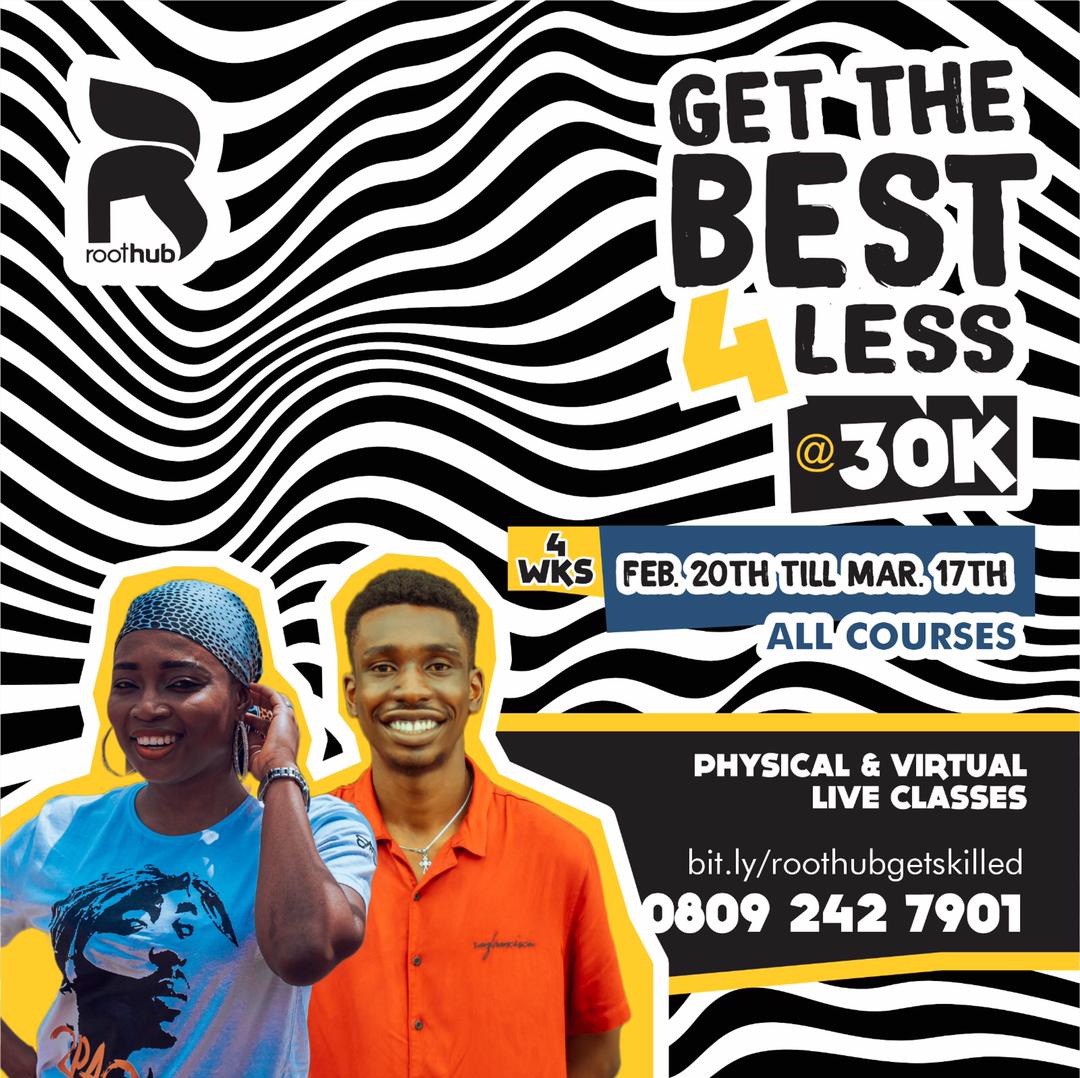 roothub
GET THE
BEST
4 LESS
@30K
4
WKS
FEB. 20TH TILL MAR. 17TH
ALL COURSES
PHYSICAL & VIRTUAL
LIVE CLASSES
bit.ly/roothubgetskilled
0809 242 7901
2PAC